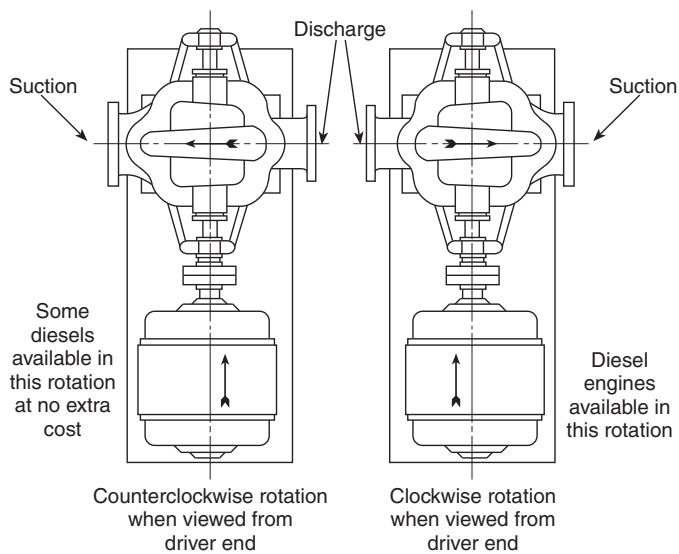 Discharge
Suction
Suction
Some
diesels
available in
this rotation
at no extra
cost
Diesel
engines
available in
this rotation
Counterclockwise rotation
when viewed from
driver end
Clockwise rotation
when viewed from
driver end